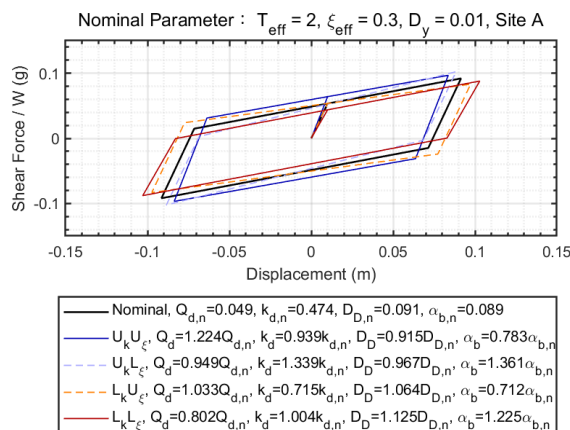 Nominal Parameter : T_eff = 2, ξ_eff = 0.3, D_y = 0.01, Site A
Shear Force / W (g)
0.1
0
-0.1
-0.15 -0.1 -0.05 0 0.05 0.1 0.15
Displacement (m)
Nominal, Q_d,n=0.049, k_d,n=0.474, D_D,n=0.091, α_b,n=0.089
U_kU_ξ, Q_d=1.224Q_d,n, k_d=0.939k_d,n, D_D=0.915D_D,n, α_b=0.783α_b,n
U_kL_ξ, Q_d=0.949Q_d,n, k_d=1.339k_d,n, D_D=0.967D_D,n, α_b=1.361α_b,n
L_kU_ξ, Q_d=1.033Q_d,n, k_d=0.715k_d,n, D_D=1.064D_D,n, α_b=0.712α_b,n
L_kL_ξ, Q_d=0.802Q_d,n, k_d=1.004k_d,n, D_D=1.125D_D,n, α_b=1.225α_b,n